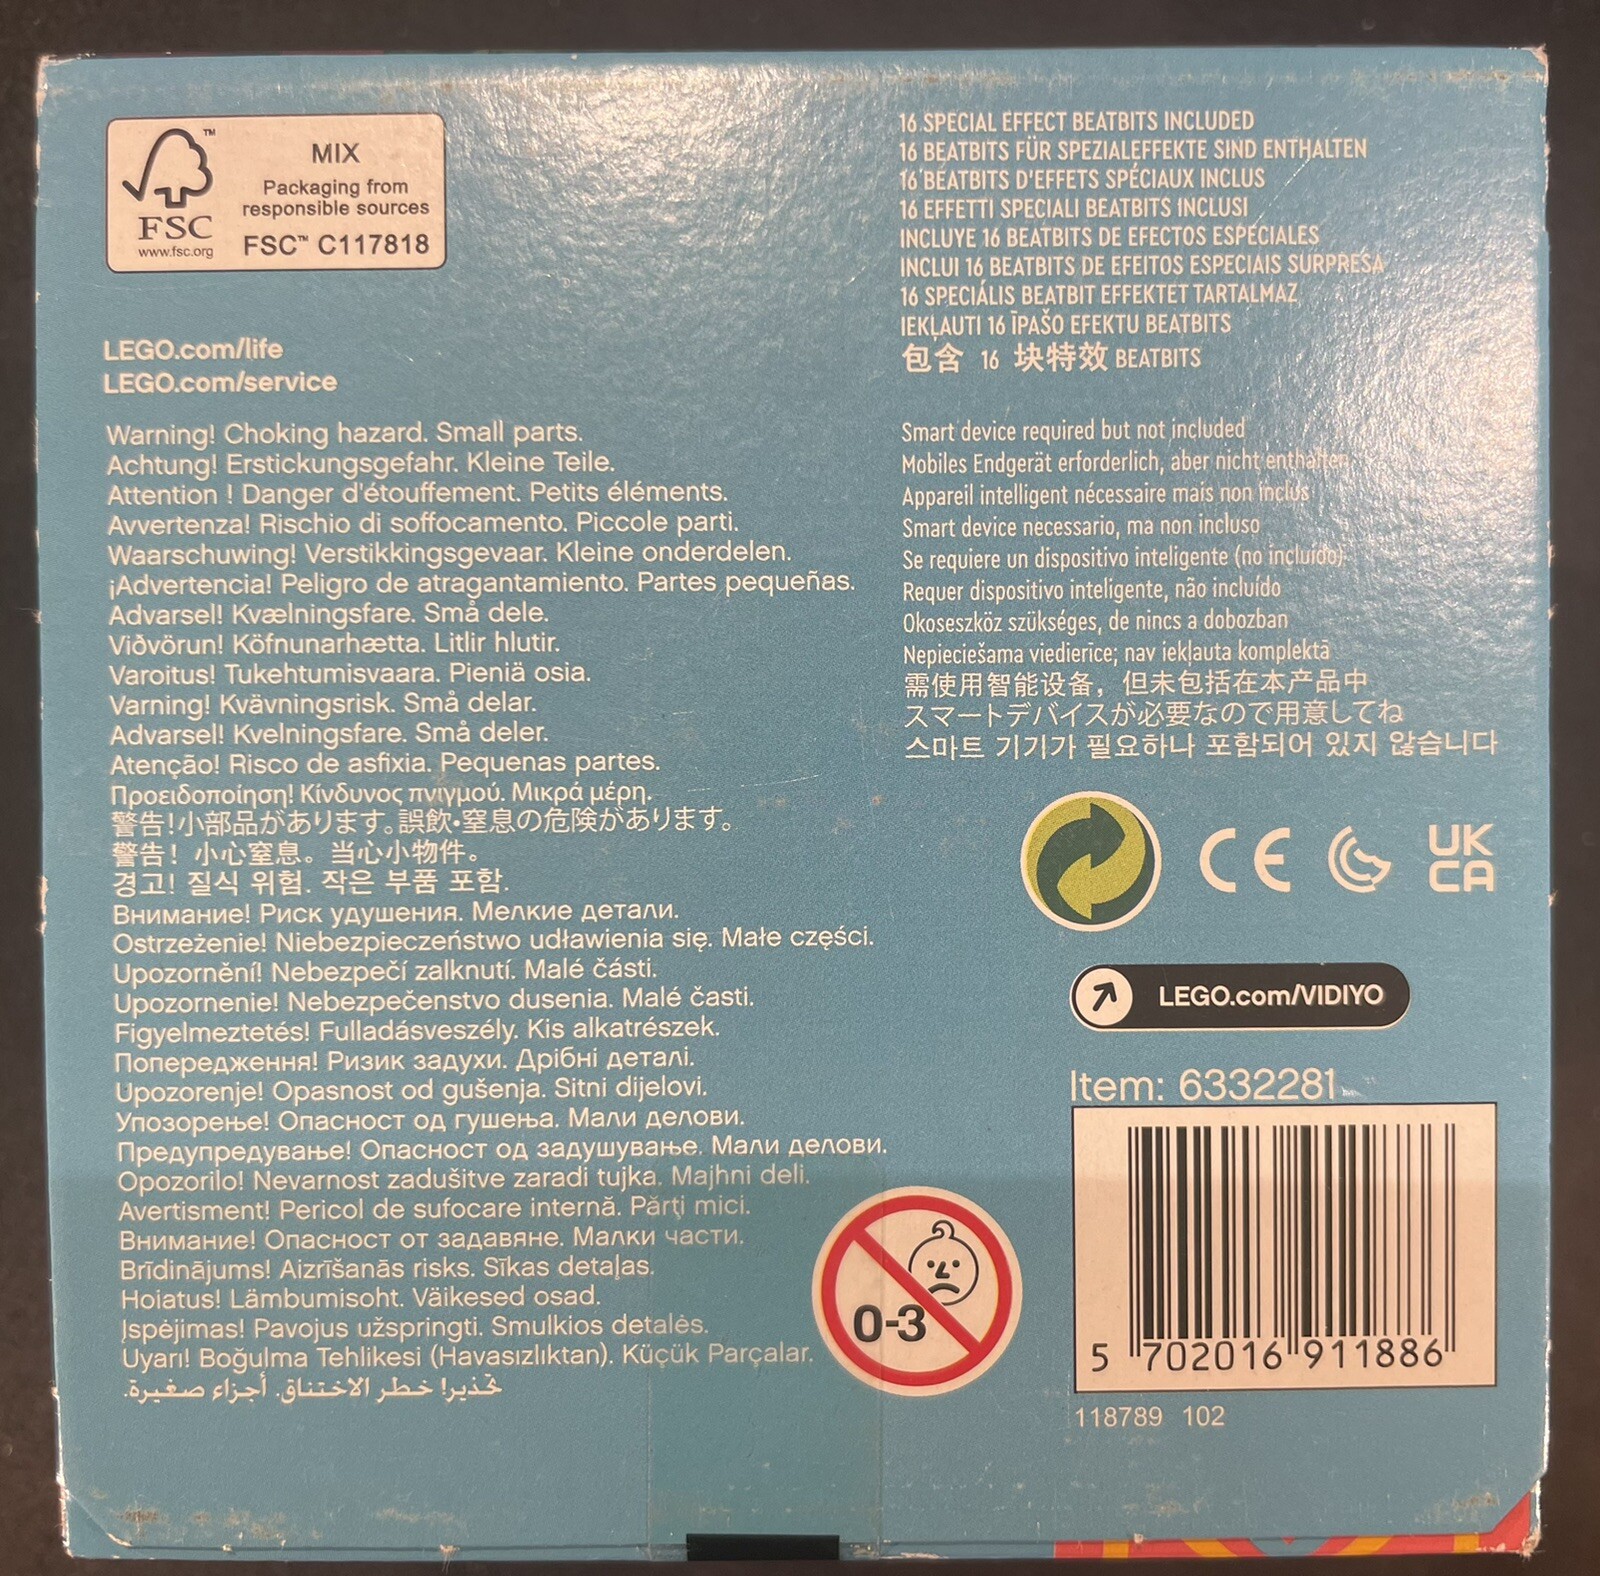 FSC
™
www.fsc.org
MIX
Packaging from
responsible sources
FSC™ C117818
LEGO.com/life
LEGO.com/service
Warning! Choking hazard. Small parts.
Achtung! Erstickungsgefahr. Kleine Teile.
Attention ! Danger d'étouffement. Petits éléments.
Avvertenza! Rischio di soffocamento. Piccole parti.
Waarschuwing! Verstikkingsgevaar. Kleine onderdelen.
¡Advertencia! Peligro de atragantamiento. Partes pequeñas.
Advarsel! Kvælningsfare. Små dele.
Viðvörun! Köfnunarhætta. Litlir hlutir.
Varoitus! Tukehtumisvaara. Pieniä osia.
Varning! Kvävningsrisk. Små delar.
Advarsel! Kvelningsfare. Små deler.
Atenção! Risco de asfixia. Pequenas partes.
Προειδοποίηση! Κίνδυνος πνίγμού. Μικρά μέρη.
警告!小部品があります。誤飲・窒息の危険があります。
警告！小心窒息。当心小物件。
경고! 질식 위험. 작은 부품 포함.
Внимание! Риск удушения. Мелкие детали.
Ostrzeżenie! Niebezpieczeństwo udławienia się. Małe części.
Upozornění! Nebezpečí zalknutí. Malé části.
Upozornenie! Nebezpečenstvo dusenia. Malé časti.
Figyelmeztetés! Fulladásveszély. Kis alkatrészek.
Попередження! Ризик задухи. Дрібні деталі.
Upozorenje! Opasnost od gušenja. Sitni dijelovi.
Упозорење! Опасност од гушења. Мали делови.
Предупредување! Опасност од задушување. Мали делови.
Opozorilo! Nevarnost zadušitve zaradi tujka. Majhni deli.
Avertisment! Pericol de sufocare internă. Părţi mici.
Внимание! Опасност от задавяне. Малки части.
Brīdinājums! Aizrīšanās risks. Sīkas detaļas.
Hoiatus! Lämbumisoht. Väikesed osad.
Įspėjimas! Pavojus užspringti. Smulkios detalės.
Uyarı! Boğulma Tehlikesi (Havasızlıktan). Küçük Parçalar.
تحذير! خطر الاختناق. أجزاء صغيرة.
16 SPECIAL EFFECT BEATBITS INCLUDED
16 BEATBITS FÜR SPEZIALEFFEKTE SIND ENTHALTEN
16 BEATBITS D'EFFETS SPÉCIAUX INCLUS
16 EFFETTI SPECIALI BEATBITS INCLUSI
INCLUYE 16 BEATBITS DE EFECTOS ESPECIALES
INCLUI 16 BEATBITS DE EFEITOS ESPECIAIS SURPRESA
16 SPECIÁLIS BEATBIT EFFEKTET TARTALMAZ
IEKĻAUTI 16 ĪPAŠO EFEKTU BEATBITS
包含 16 块特效 BEATBITS
Smart device required but not included
Mobiles Endgerät erforderlich, aber nicht enthalten
Appareil intelligent nécessaire mais non inclus
Smart device necessario, ma non incluso
Se requiere un dispositivo inteligente (no incluido)
Requer dispositivo inteligente, não incluído
Okoseszköz szükséges, de nincs a dobozban
Nepieciešama viedierīce; nav iekļauta komplektā
需使用智能设备，但未包括在本产品中
スマートデバイスが必要なので用意してね
스마트 기기가 필요하나 포함되어 있지 않습니다
CE
UK
CA
LEGO.com/VIDIYO
Item: 6332281
5 702016 911886
118789 102
0-3